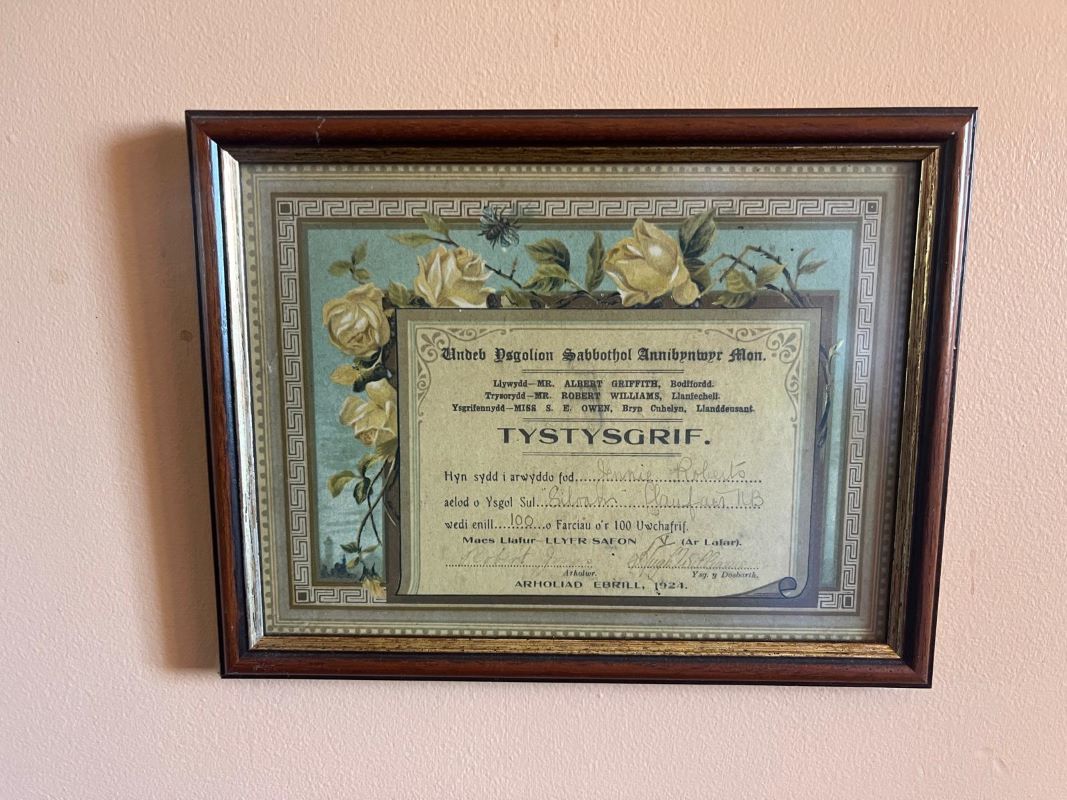 Undeb Ysgolion Sabbothol Annibynwyr Mon.
Llywydd—MR. ALBERT GRIFFITH, Bodffordd.
Trysorydd—MR. ROBERT WILLIAMS, Llanfechell.
Ysgrifennydd—MISS S. E. OWEN, Bryn Cuhelyn, Llanddeusant.
TYSTYSGRIF.
Hyn sydd i arwyddo fod Jennie Roberts
aelod o Ysgol Sul "Siloam"
wedi enill 100 o Farciau o'r 100 Uwchafrif.
Maes Llafur—LLYFR SAFON (Ar Lafar).
Arholwr. Ysg. y Dosbarth.
ARHOLIAD EBRILL, 1924.